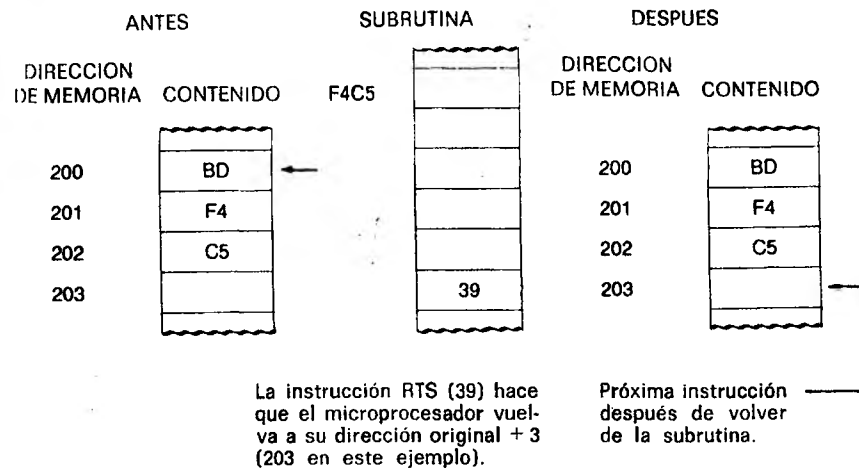 ANTES SUBRUTINA DESPUES
DIRECCION
DE MEMORIA CONTENIDO F4C5
200 BD
201 F4
202 C5
203
39
DIRECCION
DE MEMORIA CONTENIDO
200 BD
201 F4
202 C5
203
La instrucción RTS (39) hace
que el microprocesador vuel-
va a su dirección original + 3
(203 en este ejemplo).
Próxima instrucción
después de volver
de la subrutina.